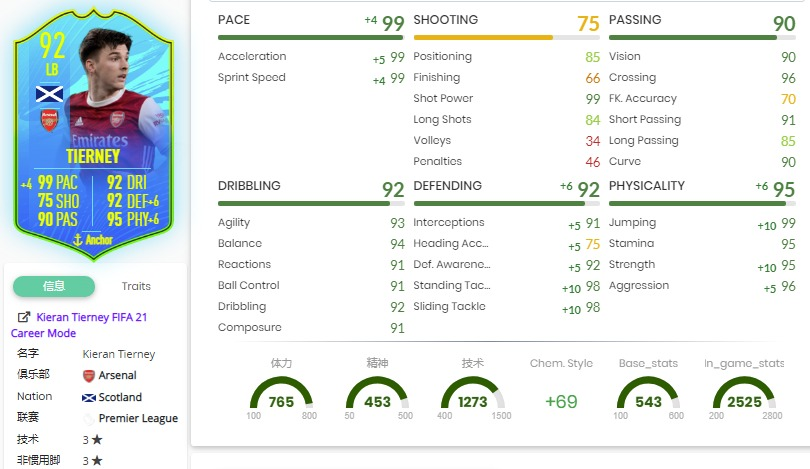 92
LB
Arsenal
Emirates
TIERNEY
+4 99 PAC 92 DRI
75 SHO 92 DEF+6
90 PAS 95 PHY+6
Anchor
信息 Traits
Kieran Tierney FIFA 21
Career Mode
名字 Kieran Tierney
俱乐部 Arsenal
Nation Scotland
联赛 Premier League
技术 3 ★
非惯用脚 3 ★
PACE +4 99
Acceleration +5 99
Sprint Speed +4 99
SHOOTING 75
Positioning 85
Finishing 66
Shot Power 99
Long Shots 84
Volleys 34
Penalties 46
PASSING 90
Vision 90
Crossing 96
FK. Accuracy 70
Short Passing 91
Long Passing 85
Curve 90
DRIBBLING 92
Agility 93
Balance 94
Reactions 91
Ball Control 91
Dribbling 92
Composure 91
DEFENDING +6 92
Interceptions +5 91
Heading Acc... +5 75
Def. Awarene... +5 92
Standing Tac... +10 98
Sliding Tackle +10 98
PHYSICALITY +6 95
Jumping +10 99
Stamina 95
Strength +10 95
Aggression +5 96
体力 精神 技术 Chem. Style Base_stats In_game_stats
765 453 1273 +69 543 2525
100 800 50 500 400 1500 100 600 200 2800